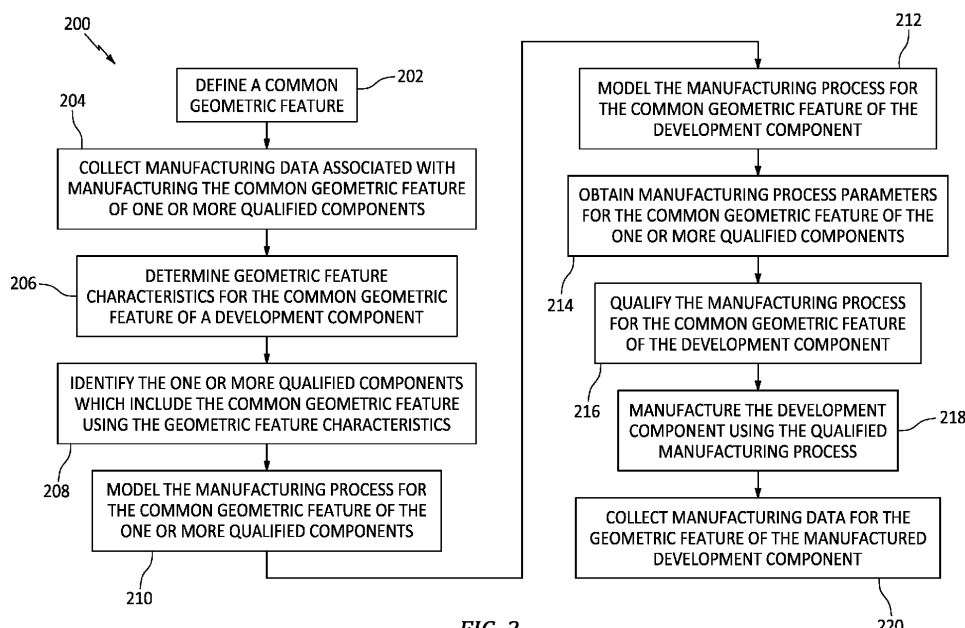 200
DEFINE A COMMON
GEOMETRIC FEATURE
202
204
COLLECT MANUFACTURING DATA ASSOCIATED WITH
MANUFACTURING THE COMMON GEOMETRIC FEATURE
OF ONE OR MORE QUALIFIED COMPONENTS
206
DETERMINE GEOMETRIC FEATURE
CHARACTERISTICS FOR THE COMMON GEOMETRIC
FEATURE OF A DEVELOPMENT COMPONENT
IDENTIFY THE ONE OR MORE QUALIFIED COMPONENTS
WHICH INCLUDE THE COMMON GEOMETRIC FEATURE
USING THE GEOMETRIC FEATURE CHARACTERISTICS
208
MODEL THE MANUFACTURING PROCESS FOR
THE COMMON GEOMETRIC FEATURE OF THE
ONE OR MORE QUALIFIED COMPONENTS
210
212
MODEL THE MANUFACTURING PROCESS FOR
THE COMMON GEOMETRIC FEATURE OF THE
DEVELOPMENT COMPONENT
OBTAIN MANUFACTURING PROCESS PARAMETERS
FOR THE COMMON GEOMETRIC FEATURE OF THE
ONE OR MORE QUALIFIED COMPONENTS
214
QUALIFY THE MANUFACTURING PROCESS
FOR THE COMMON GEOMETRIC FEATURE
OF THE DEVELOPMENT COMPONENT
216
MANUFACTURE THE DEVELOPMENT
COMPONENT USING THE QUALIFIED
MANUFACTURING PROCESS
218
COLLECT MANUFACTURING DATA FOR THE
GEOMETRIC FEATURE OF THE MANUFACTURED
DEVELOPMENT COMPONENT
220
FIG. 2